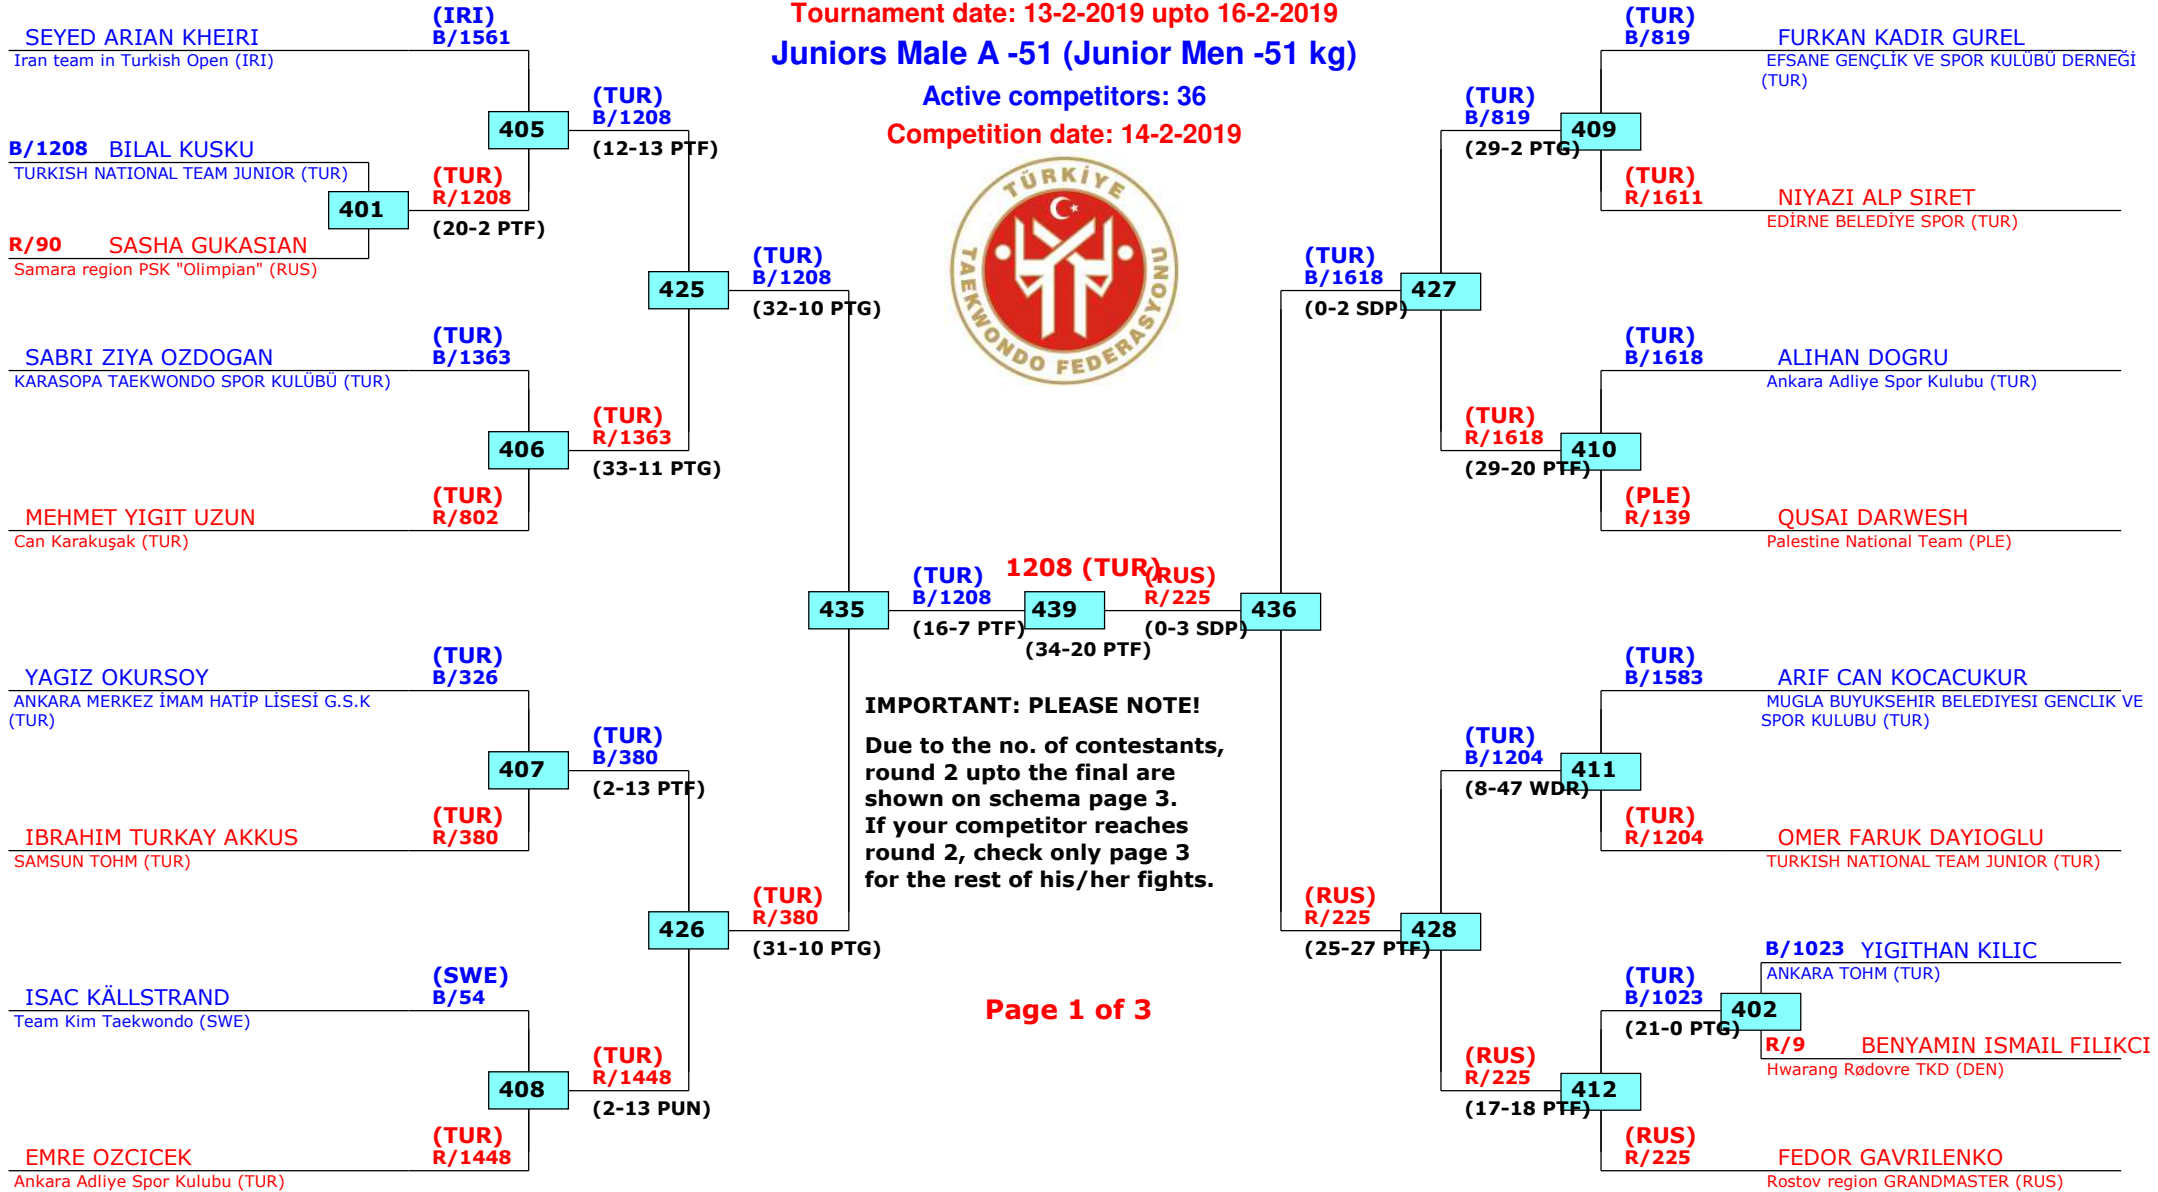 Tournament date: 13-2-2019 upto 16-2-2019
Juniors Male A -51 (Junior Men -51 kg)
Active competitors: 36
Competition date: 14-2-2019
TÜRKİYE
TAEKWONDO FEDERASYONU
(IRI)
SEYED ARIAN KHEIRI B/1561
Iran team in Turkish Open (IRI)
405
(TUR)
B/1208
(12-13 PTF)
B/1208 BILAL KUSKU
TURKISH NATIONAL TEAM JUNIOR (TUR)
401
(TUR)
R/1208
(20-2 PTF)
R/90 SASHA GUKASIAN
Samara region PSK "Olimpian" (RUS)
425
(TUR)
B/1208
(32-10 PTG)
(TUR)
SABRI ZIYA OZDOGAN B/1363
KARASOPA TAEKWONDO SPOR KULÜBÜ (TUR)
406
(TUR)
R/1363
(33-11 PTG)
(TUR)
MEHMET YIGIT UZUN R/802
Can Karakuşak (TUR)
435
(TUR)
B/1208
(16-7 PTF)
1208 (TUR)
439
(34-20 PTF)
(RUS)
R/225
(0-3 SDP)
436
(TUR)
YAGIZ OKURSOY B/326
ANKARA MERKEZ İMAM HATİP LİSESİ G.S.K
(TUR)
407
(TUR)
B/380
(2-13 PTF)
(TUR)
IBRAHIM TURKAY AKKUS R/380
SAMSUN TOHM (TUR)
426
(TUR)
R/380
(31-10 PTG)
(SWE)
ISAC KÄLLSTRAND B/54
Team Kim Taekwondo (SWE)
408
(TUR)
R/1448
(2-13 PUN)
(TUR)
EMRE OZCICEK R/1448
Ankara Adliye Spor Kulubu (TUR)
IMPORTANT: PLEASE NOTE!
Due to the no. of contestants,
round 2 upto the final are
shown on schema page 3.
If your competitor reaches
round 2, check only page 3
for the rest of his/her fights.
Page 1 of 3
(TUR)
B/819 FURKAN KADIR GUREL
EFSANE GENÇLİK VE SPOR KULÜBÜ DERNEĞİ
(TUR)
(TUR)
B/819
(29-2 PTG)
409
(TUR)
R/1611 NIYAZI ALP SIRET
EDİRNE BELEDİYE SPOR (TUR)
(TUR)
B/1618
(0-2 SDP)
427
(TUR)
B/1618 ALIHAN DOGRU
Ankara Adliye Spor Kulubu (TUR)
(TUR)
R/1618
(29-20 PTF)
410
(PLE)
R/139 QUSAI DARWESH
Palestine National Team (PLE)
(TUR)
B/1583 ARIF CAN KOCACUKUR
MUGLA BUYUKSEHIR BELEDIYESI GENCLIK VE
SPOR KULUBU (TUR)
(TUR)
B/1204
(8-47 WDR)
411
(TUR)
R/1204 OMER FARUK DAYIOGLU
TURKISH NATIONAL TEAM JUNIOR (TUR)
(RUS)
R/225
(25-27 PTF)
428
B/1023 YIGITHAN KILIC
ANKARA TOHM (TUR)
(TUR)
B/1023
(21-0 PTG)
402
R/9 BENYAMIN ISMAIL FILIKCI
Hwarang Rødovre TKD (DEN)
(RUS)
R/225
(17-18 PTF)
412
(RUS)
R/225 FEDOR GAVRILENKO
Rostov region GRANDMASTER (RUS)